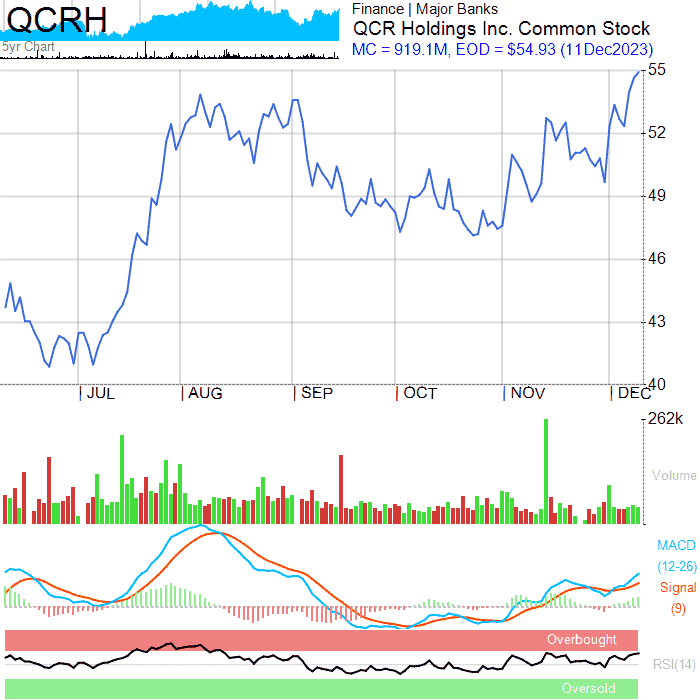 QCRH
5yr Chart
Finance | Major Banks
QCR Holdings Inc. Common Stock
MC = 919.1M, EOD = $54.93 (11Dec2023)
55
52
49
46
43
40
| JUL
| AUG
| SEP
| OCT
| NOV
| DEC
262k
Volume
MACD
(12-26)
Signal
(9)
Overbought
RSI(14)
Oversold